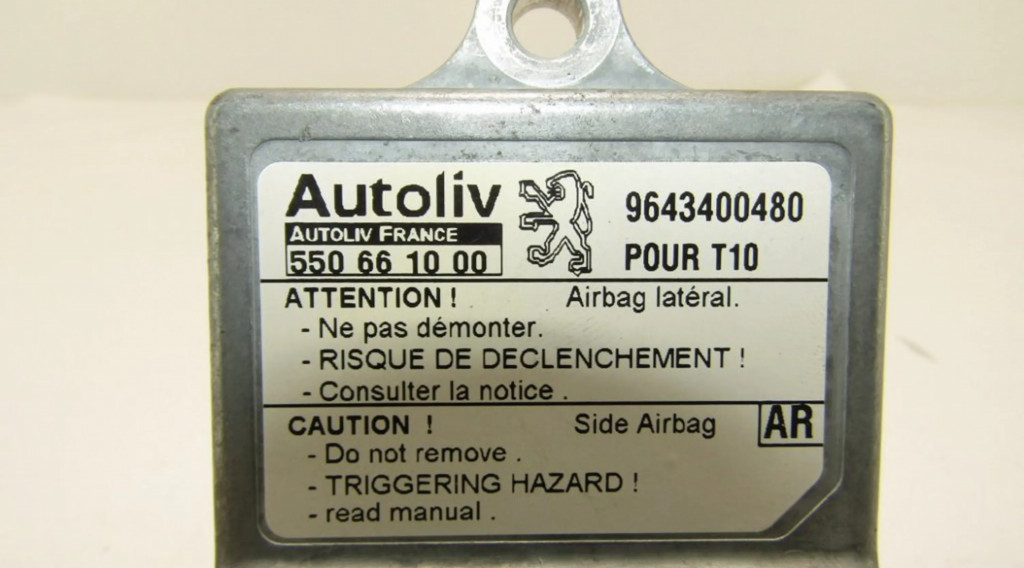 Autoliv
AUTOLIV FRANCE
550 66 10 00
9643400480
POUR T10
ATTENTION ! Airbag latéral.
- Ne pas démonter.
- RISQUE DE DECLENCHEMENT !
- Consulter la notice .
CAUTION ! Side Airbag AR
- Do not remove .
- TRIGGERING HAZARD !
- read manual .